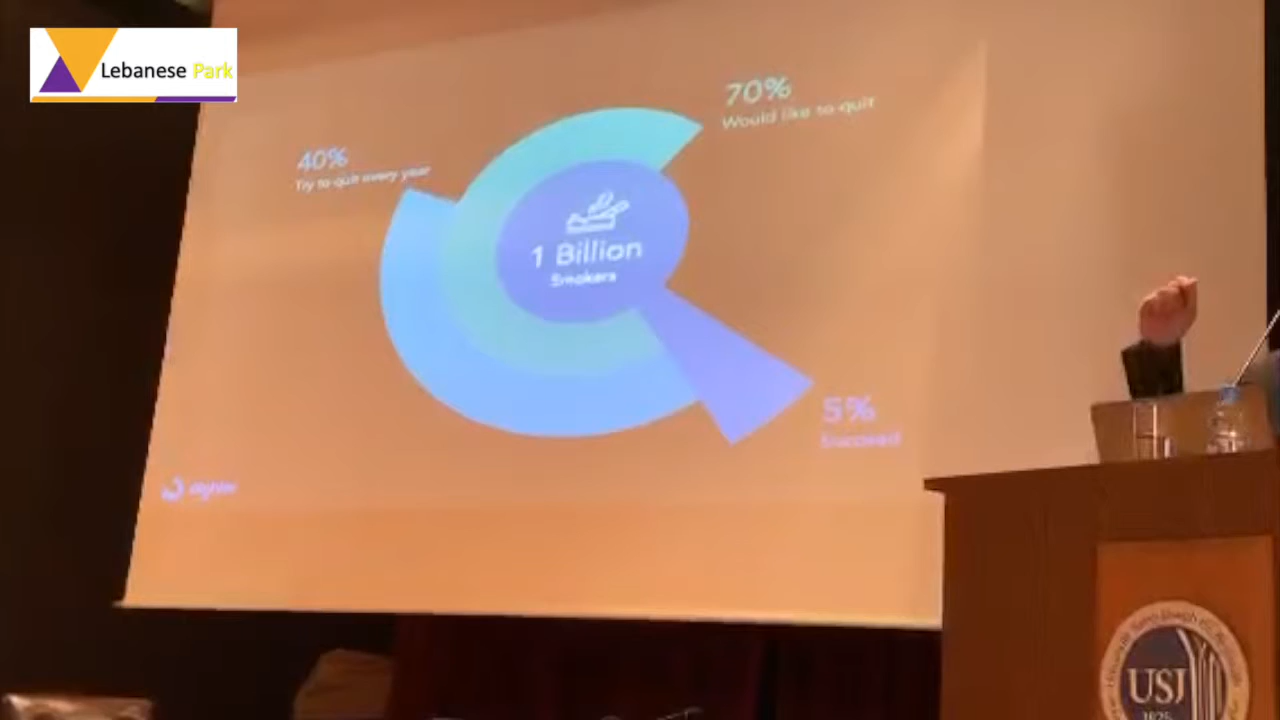 Lebanese Park
70%
Would like to quit
40%
Try to quit every year
1 Billion
Smokers
5%
Succeed
USJ